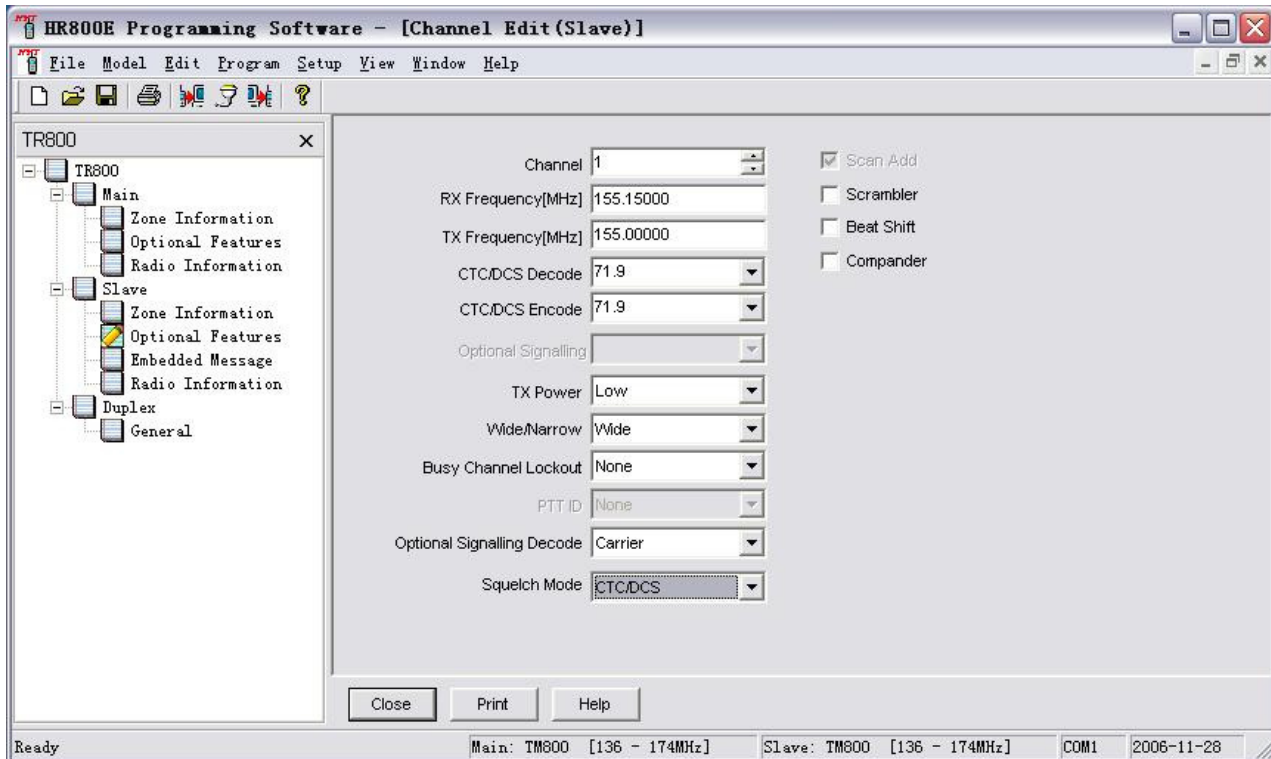 HR800E Programming Software - [Channel Edit(Slave)]
File Model Edit Program Setup View Window Help
TR800
TR800
Main
Zone Information
Optional Features
Radio Information
Slave
Zone Information
Optional Features
Embedded Message
Radio Information
Duplex
General
Channel 1
RX Frequency[MHz] 155.15000
TX Frequency[MHz] 155.00000
CTC/DCS Decode 71.9
CTC/DCS Encode 71.9
Optional Signalling
TX Power Low
Wide/Narrow Wide
Busy Channel Lockout None
PTT ID None
Optional Signalling Decode Carrier
Squelch Mode CTC/DCS
Scan Add
Scrambler
Beat Shift
Compander
Close Print Help
Ready Main: TM800 [136 - 174MHz] Slave: TM800 [136 - 174MHz] COM1 2006-11-28